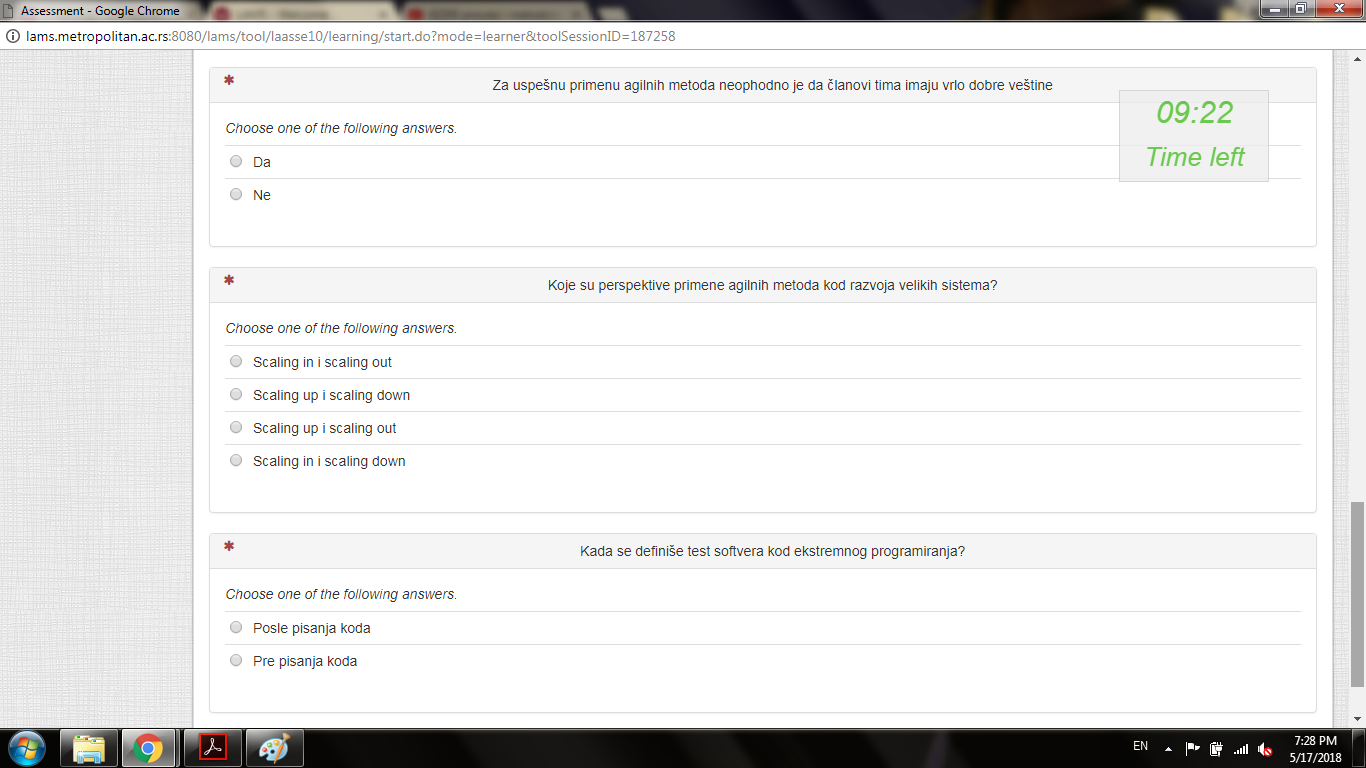 Assessment - Google Chrome
lams.metropolitan.ac.rs:8080/lams/tool/laasse10/learning/start.do?mode=learner&toolSessionID=187258
* Za uspešnu primenu agilnih metoda neophodno je da članovi tima imaju vrlo dobre veštine
09:22
Time left
Choose one of the following answers.
Da
Ne
* Koje su perspektive primene agilnih metoda kod razvoja velikih sistema?
Choose one of the following answers.
Scaling in i scaling out
Scaling up i scaling down
Scaling up i scaling out
Scaling in i scaling down
* Kada se definiše test softvera kod ekstremnog programiranja?
Choose one of the following answers.
Posle pisanja koda
Pre pisanja koda
EN
7:28 PM
5/17/2018